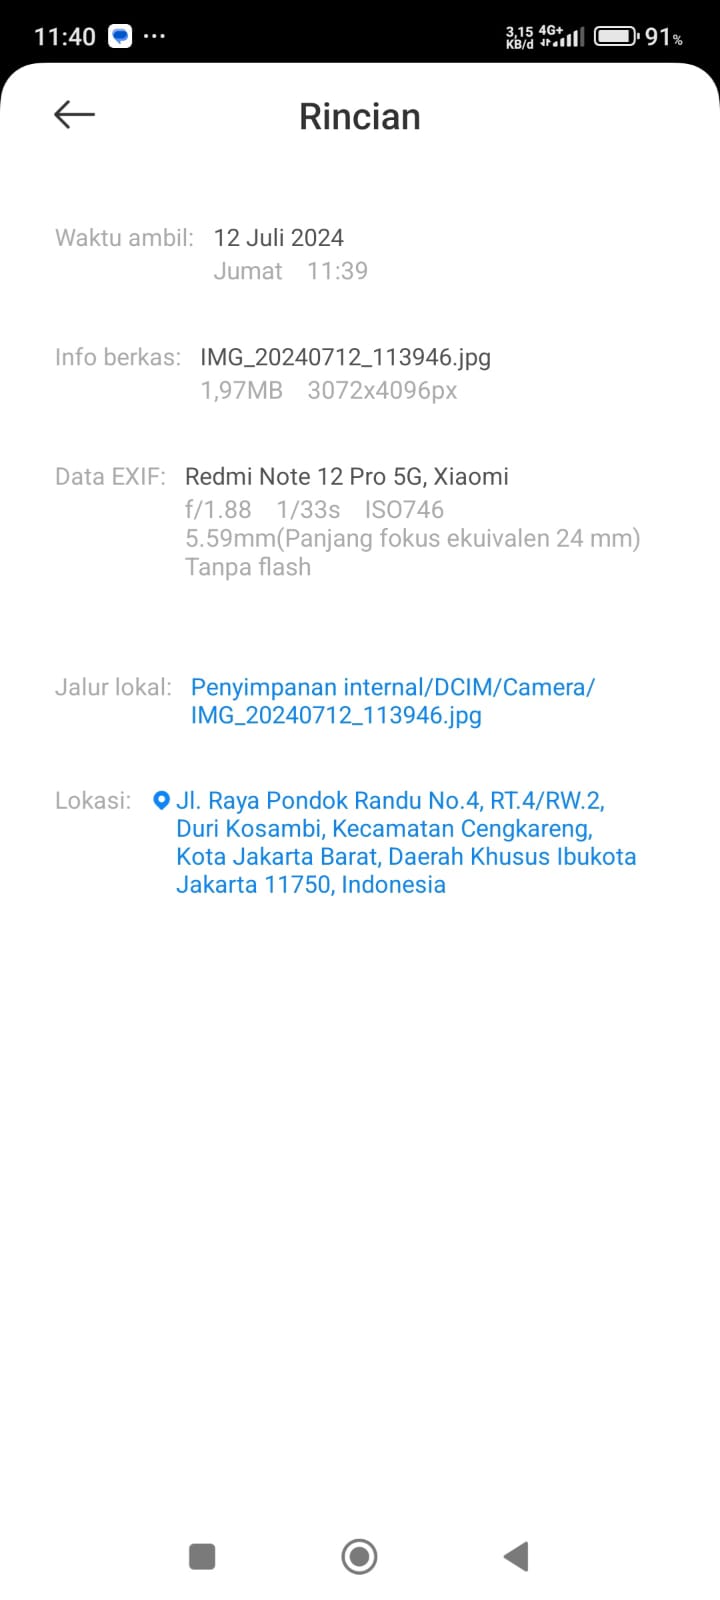 11:40 ... 3,15 KB/d 4G+ 91%
Rincian
Waktu ambil: 12 Juli 2024
Jumat 11:39
Info berkas: IMG_20240712_113946.jpg
1,97MB 3072x4096px
Data EXIF: Redmi Note 12 Pro 5G, Xiaomi
f/1.88 1/33s ISO746
5.59mm(Panjang fokus ekuivalen 24 mm)
Tanpa flash
Jalur lokal: Penyimpanan internal/DCIM/Camera/
IMG_20240712_113946.jpg
Lokasi: Jl. Raya Pondok Randu No.4, RT.4/RW.2,
Duri Kosambi, Kecamatan Cengkareng,
Kota Jakarta Barat, Daerah Khusus Ibukota
Jakarta 11750, Indonesia